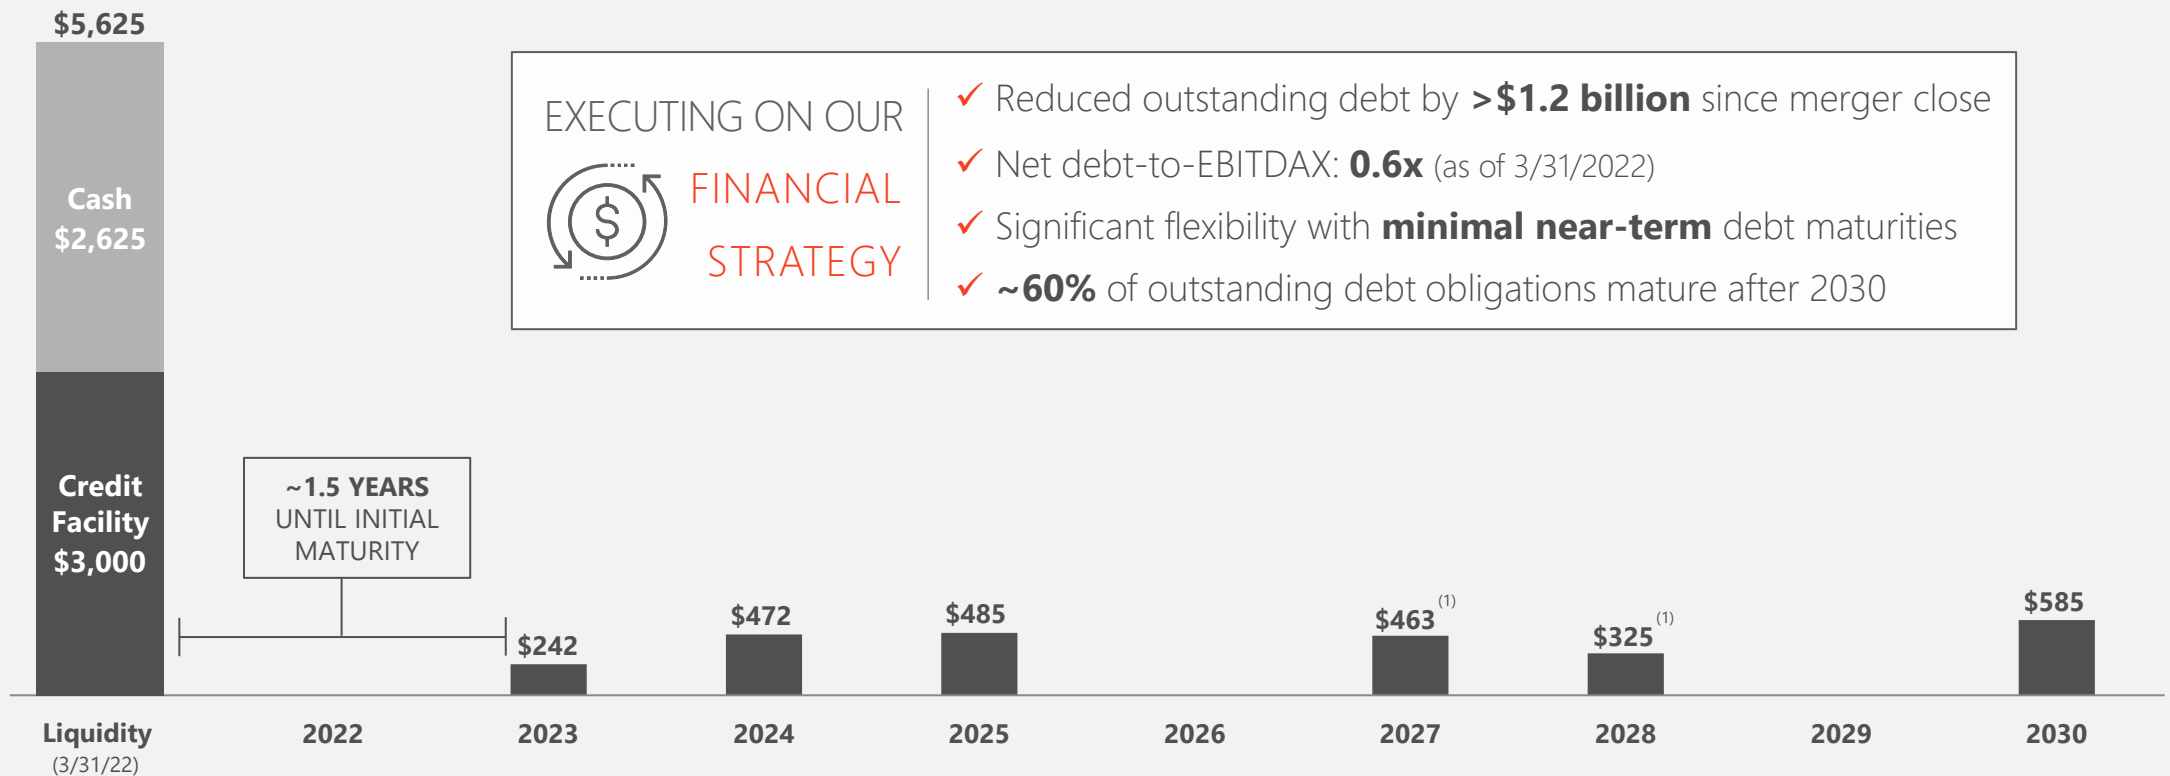 $5,625
Cash
$2,625
Credit
Facility
$3,000
EXECUTING ON OUR
FINANCIAL
STRATEGY
$
✓ Reduced outstanding debt by >$1.2 billion since merger close
✓ Net debt-to-EBITDAX: 0.6x (as of 3/31/2022)
✓ Significant flexibility with minimal near-term debt maturities
✓ ~60% of outstanding debt obligations mature after 2030
~1.5 YEARS
UNTIL INITIAL
MATURITY
$242
$472
$485
$463 (1)
$325 (1)
$585
Liquidity
(3/31/22)
2022
2023
2024
2025
2026
2027
2028
2029
2030